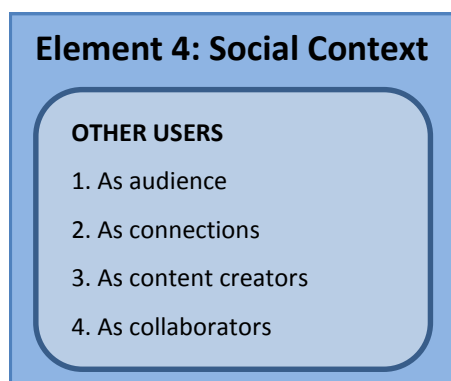 Element 4: Social Context
OTHER USERS
1. As audience
2. As connections
3. As content creators
4. As collaborators